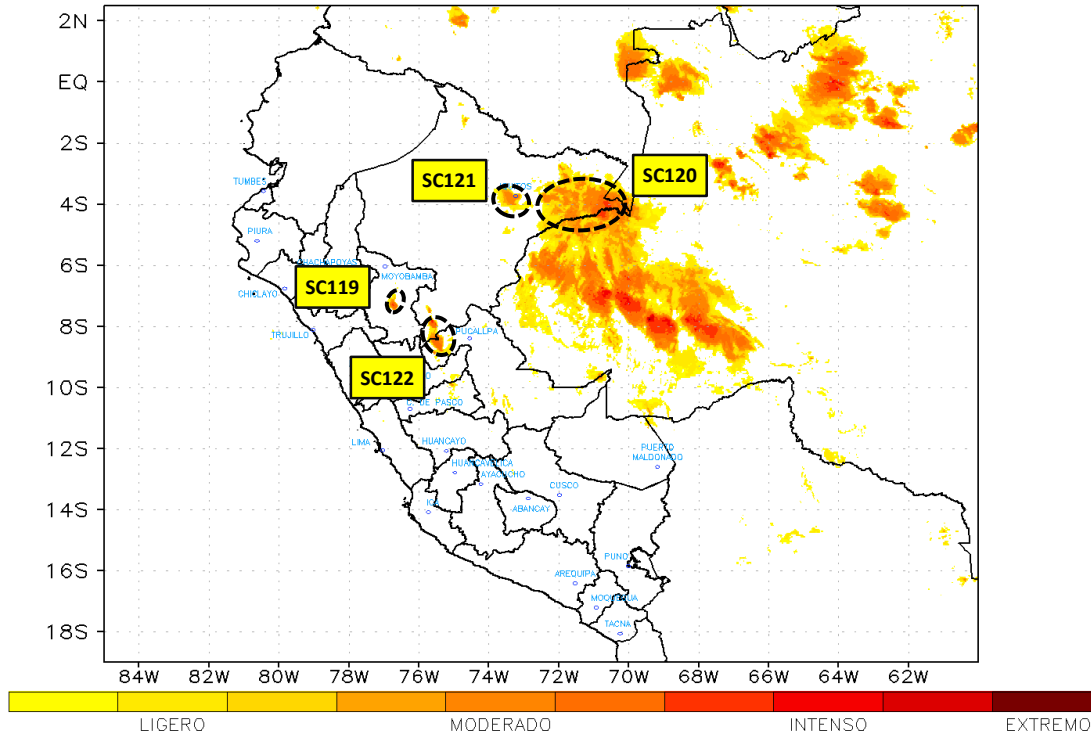 2N
EQ
2S
4S
6S
8S
10S
12S
14S
16S
18S
SC121
SC120
TUMBES
PIURA
MOYOBAMBA
SC119
CHICLAYO
TRUJILLO
PUCALLPA
SC122
C. DE PASCO
LIMA
HUANCAYO
PUERTO
MALDONADO
HUANCAVELICA
AYACUCHO
CUSCO
ICA
ABANCAY
PUNO
AREQUIPA
MOQUEGUA
TACNA
84W 82W 80W 78W 76W 74W 72W 70W 68W 66W 64W 62W
LIGERO MODERADO INTENSO EXTREMO